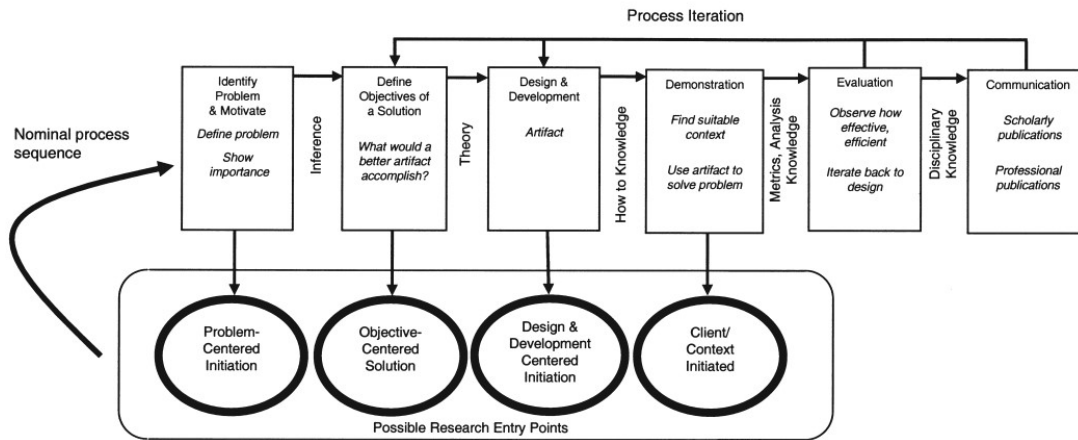 Process Iteration
Nominal process
sequence
Identify
Problem
& Motivate
Define problem
Show
importance
Inference
Define
Objectives of
a Solution
What would a
better artifact
accomplish?
Theory
Design &
Development
Artifact
How to Knowledge
Demonstration
Find suitable
context
Use artifact to
solve problem
Metrics, Analysis
Knowledge
Evaluation
Observe how
effective,
efficient
Iterate back to
design
Disciplinary
Knowledge
Communication
Scholarly
publications
Professional
publications
Problem-
Centered
Initiation
Objective-
Centered
Solution
Design &
Development
Centered
Initiation
Client/
Context
Initiated
Possible Research Entry Points